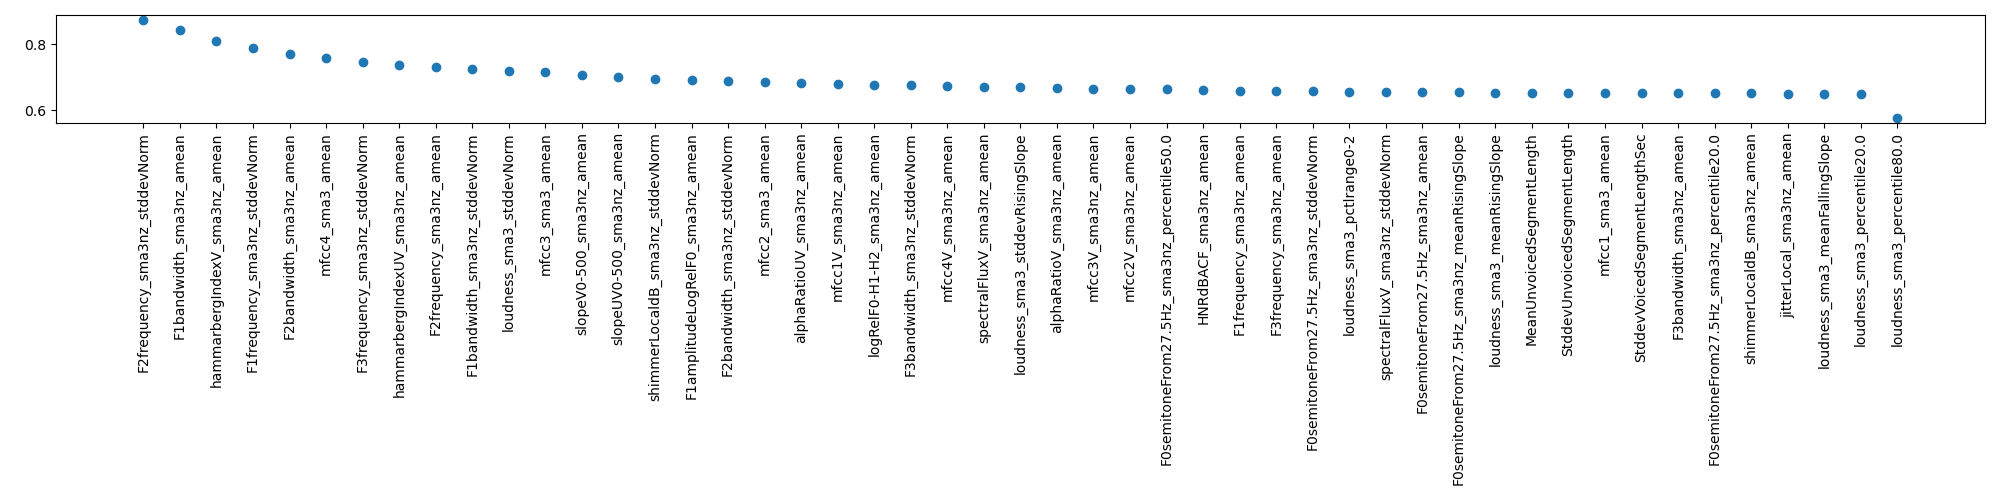 0.8
0.6
F2frequency_sma3nz_stddevNorm
F1bandwidth_sma3nz_amean
hammarbergIndexV_sma3nz_amean
F1frequency_sma3nz_stddevNorm
F2bandwidth_sma3nz_amean
mfcc4_sma3_amean
F3frequency_sma3nz_stddevNorm
hammarbergIndexUV_sma3nz_amean
F2frequency_sma3nz_amean
F1bandwidth_sma3nz_stddevNorm
loudness_sma3_stddevNorm
mfcc3_sma3_amean
slopeV0-500_sma3nz_amean
slopeUV0-500_sma3nz_amean
shimmerLocaldB_sma3nz_stddevNorm
F1amplitudeLogRelF0_sma3nz_amean
F2bandwidth_sma3nz_stddevNorm
mfcc2_sma3_amean
alphaRatioUV_sma3nz_amean
mfcc1V_sma3nz_amean
logRelF0-H1-H2_sma3nz_amean
F3bandwidth_sma3nz_stddevNorm
mfcc4V_sma3nz_amean
spectralFluxV_sma3nz_amean
loudness_sma3_stddevRisingSlope
alphaRatioV_sma3nz_amean
mfcc3V_sma3nz_amean
mfcc2V_sma3nz_amean
F0semitoneFrom27.5Hz_sma3nz_percentile50.0
HNRdBACF_sma3nz_amean
F1frequency_sma3nz_amean
F3frequency_sma3nz_amean
F0semitoneFrom27.5Hz_sma3nz_stddevNorm
loudness_sma3_pctlrange0-2
spectralFluxV_sma3nz_stddevNorm
F0semitoneFrom27.5Hz_sma3nz_amean
F0semitoneFrom27.5Hz_sma3nz_meanRisingSlope
loudness_sma3_meanRisingSlope
MeanUnvoicedSegmentLength
StddevUnvoicedSegmentLength
mfcc1_sma3_amean
StddevVoicedSegmentLengthSec
F3bandwidth_sma3nz_amean
F0semitoneFrom27.5Hz_sma3nz_percentile20.0
shimmerLocaldB_sma3nz_amean
jitterLocal_sma3nz_amean
loudness_sma3_meanFallingSlope
loudness_sma3_percentile20.0
loudness_sma3_percentile80.0